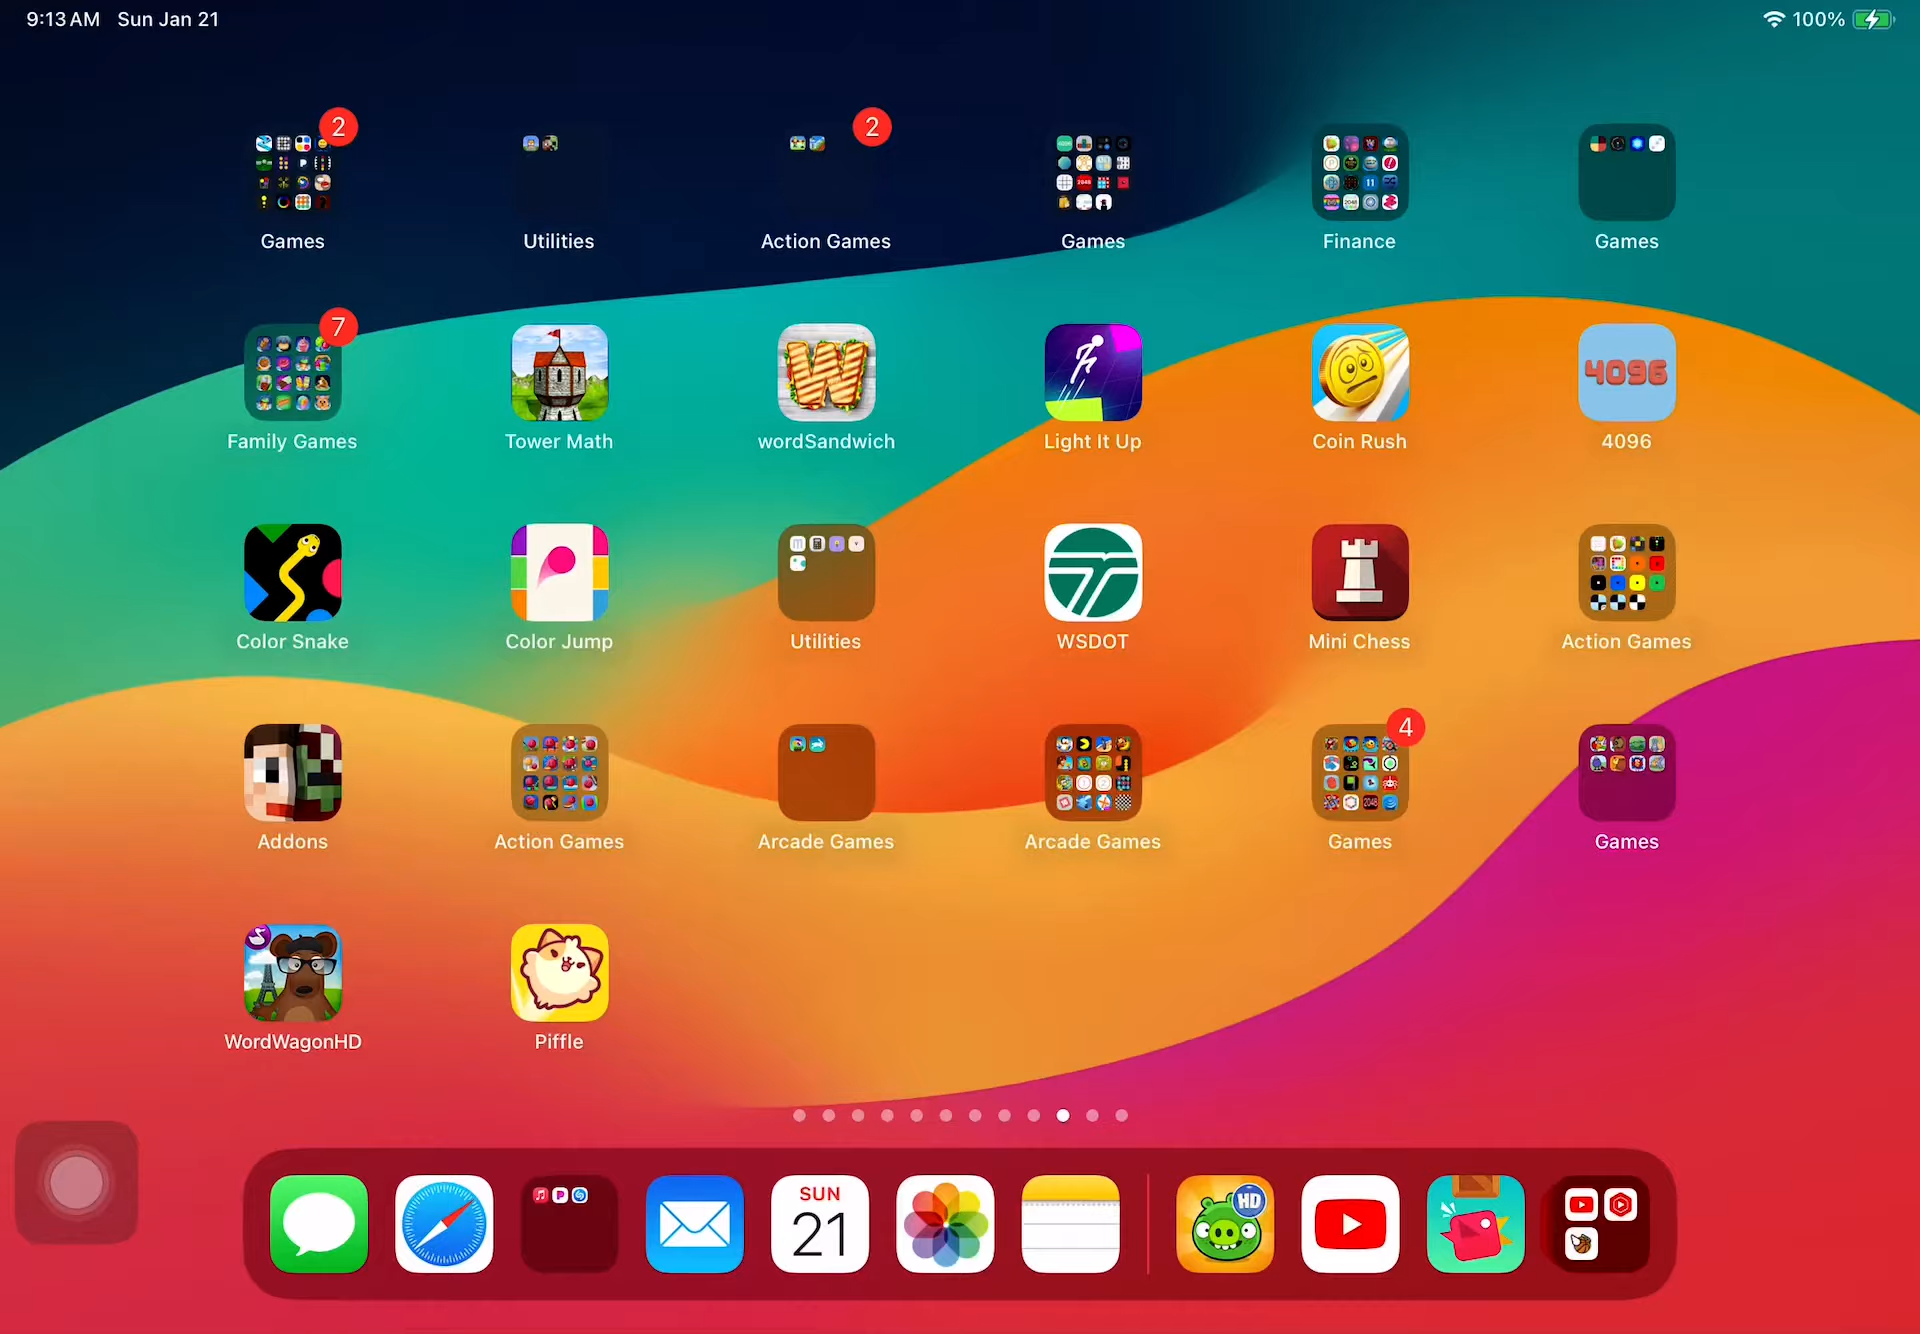 9:13 AM Sun Jan 21
100%
2
2
Games
Utilities
Action Games
Games
Finance
Games
7
4096
Family Games
Tower Math
wordSandwich
Light It Up
Coin Rush
4096
Color Snake
Color Jump
Utilities
WSDOT
Mini Chess
Action Games
4
Addons
Action Games
Arcade Games
Arcade Games
Games
Games
WordWagonHD
Piffle
SUN
21
HD